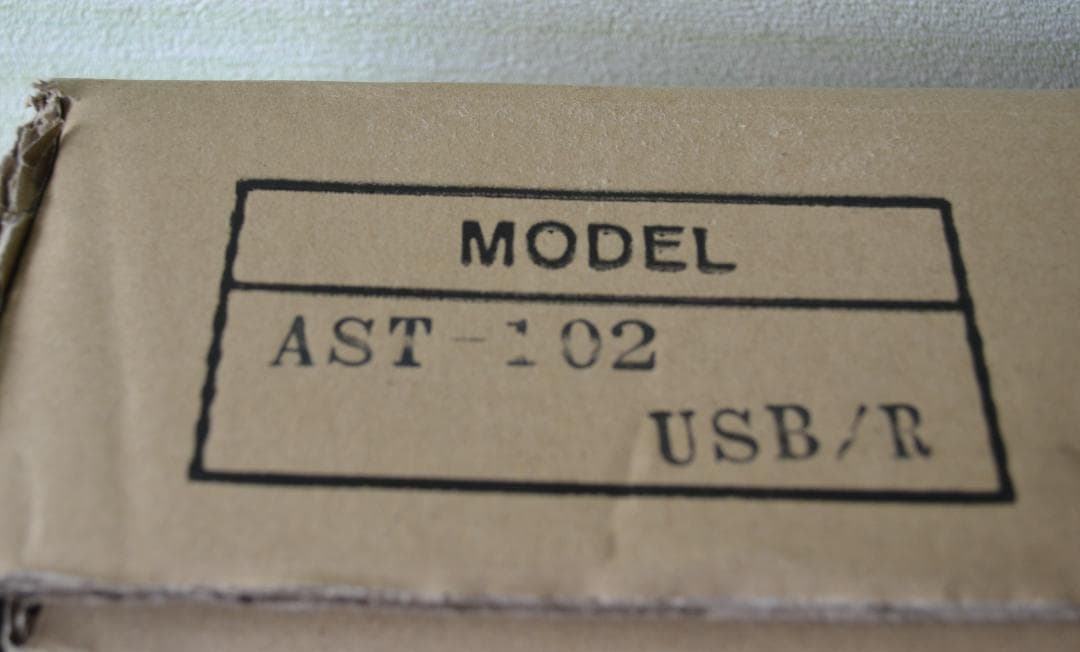 MODEL
AST-102
USB/R